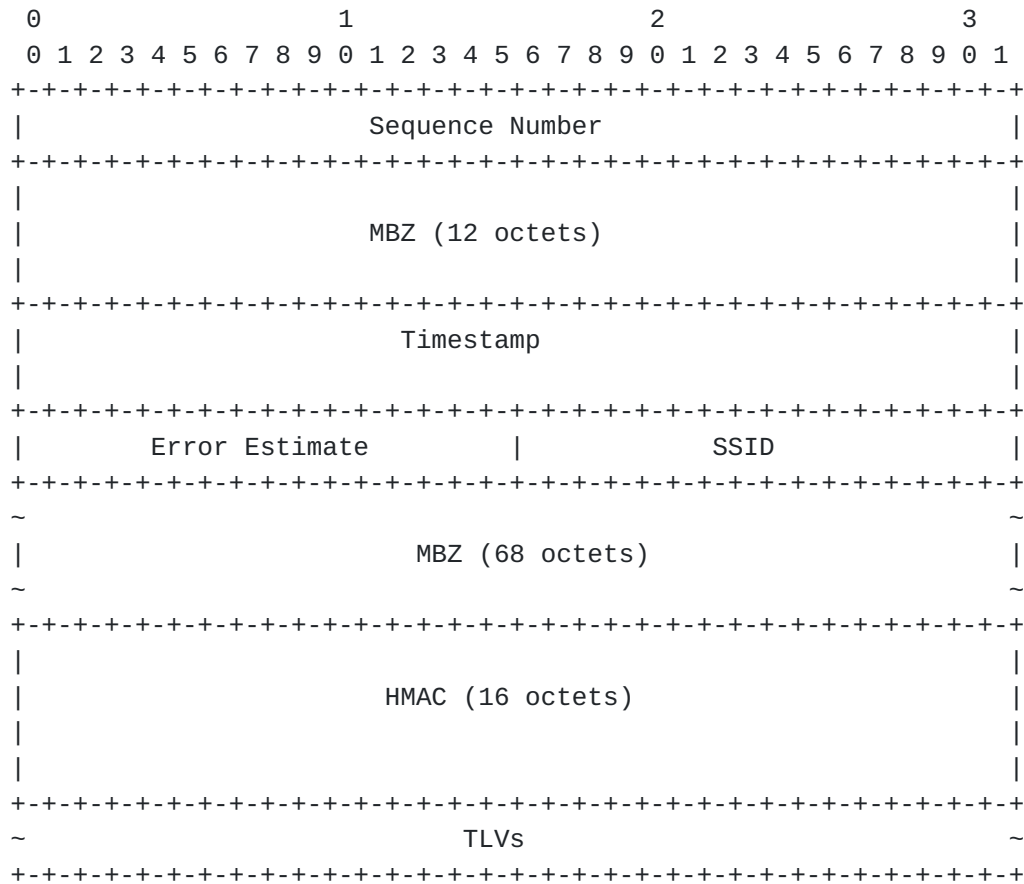 0                   1                   2                   3
 0 1 2 3 4 5 6 7 8 9 0 1 2 3 4 5 6 7 8 9 0 1 2 3 4 5 6 7 8 9 0 1
+-+-+-+-+-+-+-+-+-+-+-+-+-+-+-+-+-+-+-+-+-+-+-+-+-+-+-+-+-+-+-+-+
|                      Sequence Number                          |
+-+-+-+-+-+-+-+-+-+-+-+-+-+-+-+-+-+-+-+-+-+-+-+-+-+-+-+-+-+-+-+-+
|                                                               |
|                      MBZ (12 octets)                          |
|                                                               |
+-+-+-+-+-+-+-+-+-+-+-+-+-+-+-+-+-+-+-+-+-+-+-+-+-+-+-+-+-+-+-+-+
|                        Timestamp                              |
|                                                               |
+-+-+-+-+-+-+-+-+-+-+-+-+-+-+-+-+-+-+-+-+-+-+-+-+-+-+-+-+-+-+-+-+
|        Error Estimate         |            SSID               |
+-+-+-+-+-+-+-+-+-+-+-+-+-+-+-+-+-+-+-+-+-+-+-+-+-+-+-+-+-+-+-+-+
~                                                               ~
|                         MBZ (68 octets)                       |
~                                                               ~
+-+-+-+-+-+-+-+-+-+-+-+-+-+-+-+-+-+-+-+-+-+-+-+-+-+-+-+-+-+-+-+-+
|                                                               |
|                       HMAC (16 octets)                        |
|                                                               |
|                                                               |
+-+-+-+-+-+-+-+-+-+-+-+-+-+-+-+-+-+-+-+-+-+-+-+-+-+-+-+-+-+-+-+-+
~                            TLVs                               ~
+-+-+-+-+-+-+-+-+-+-+-+-+-+-+-+-+-+-+-+-+-+-+-+-+-+-+-+-+-+-+-+-+